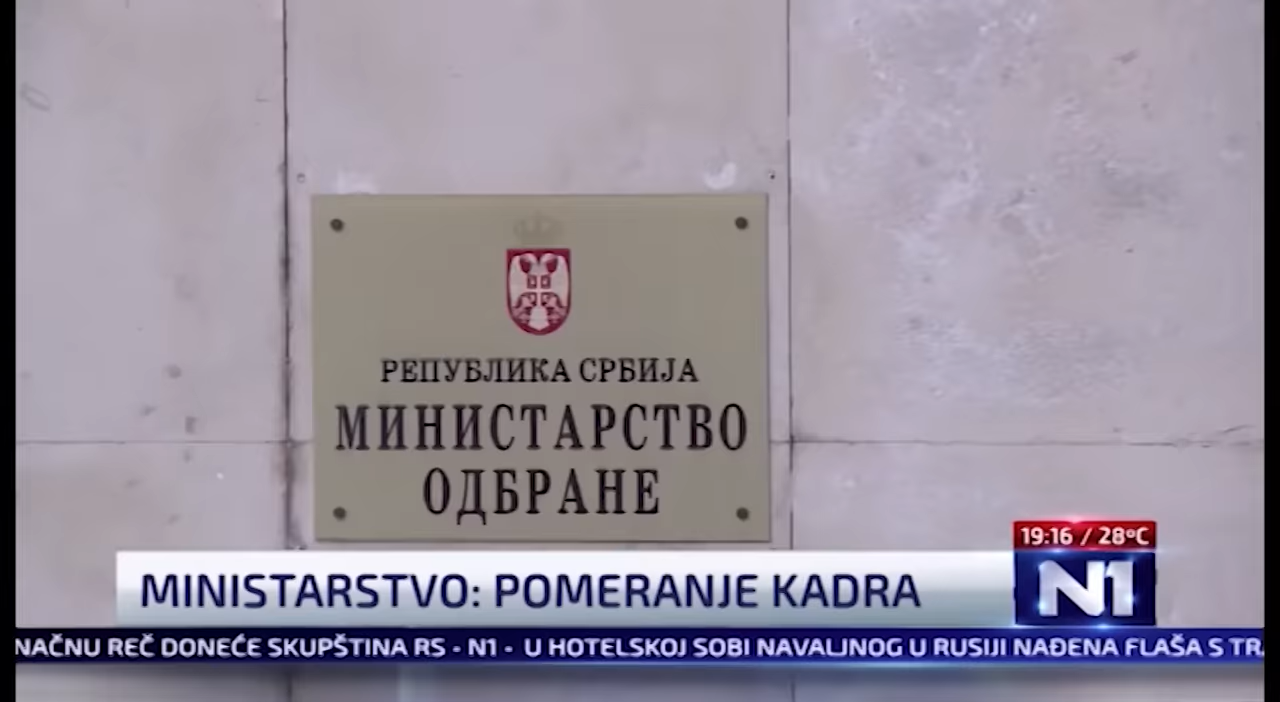 РЕПУБЛИКА СРБИЈА
МИНИСТАРСТВО
ОДБРАНЕ
19:16 / 28°C
MINISTARSTVO: POMERANJE KADRA
N1
NAČNU REČ DONEĆE SKUPŠTINA RS - N1 - U HOTELSKOJ SOBI NAVALJNOG U RUSIJI NAĐENA FLAŠA S